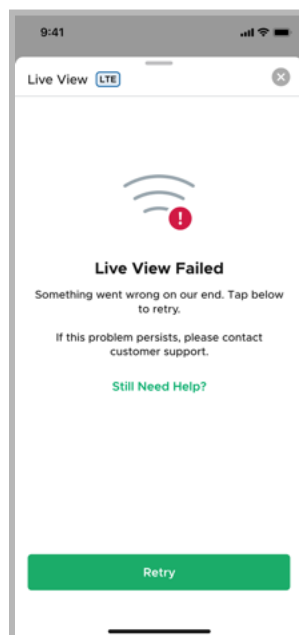 9:41
Live View LTE
Live View Failed
Something went wrong on our end. Tap below
to retry.
If this problem persists, please contact
customer support.
Still Need Help?
Retry